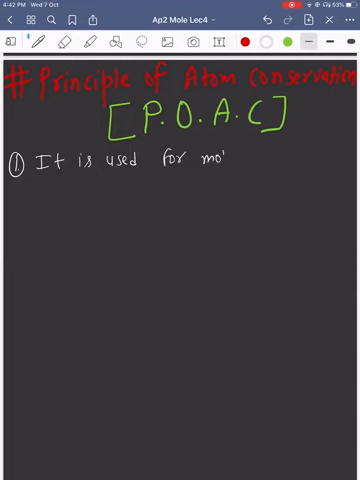 4:42 PM Wed 7 Oct
53%
Ap2 Mole Lec4
# Principle of Atom Conservation
[P.O.A.C]
① It is used for mo